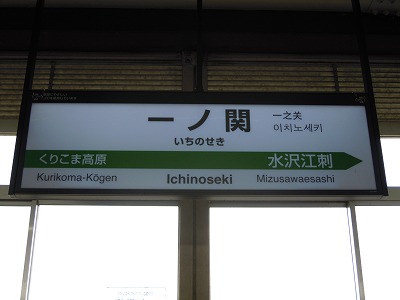 一ノ関
いちのせき
一之关
이치노세키
くりこま高原
水沢江刺
Kurikoma-Kōgen
Ichinoseki
Mizusawaesashi